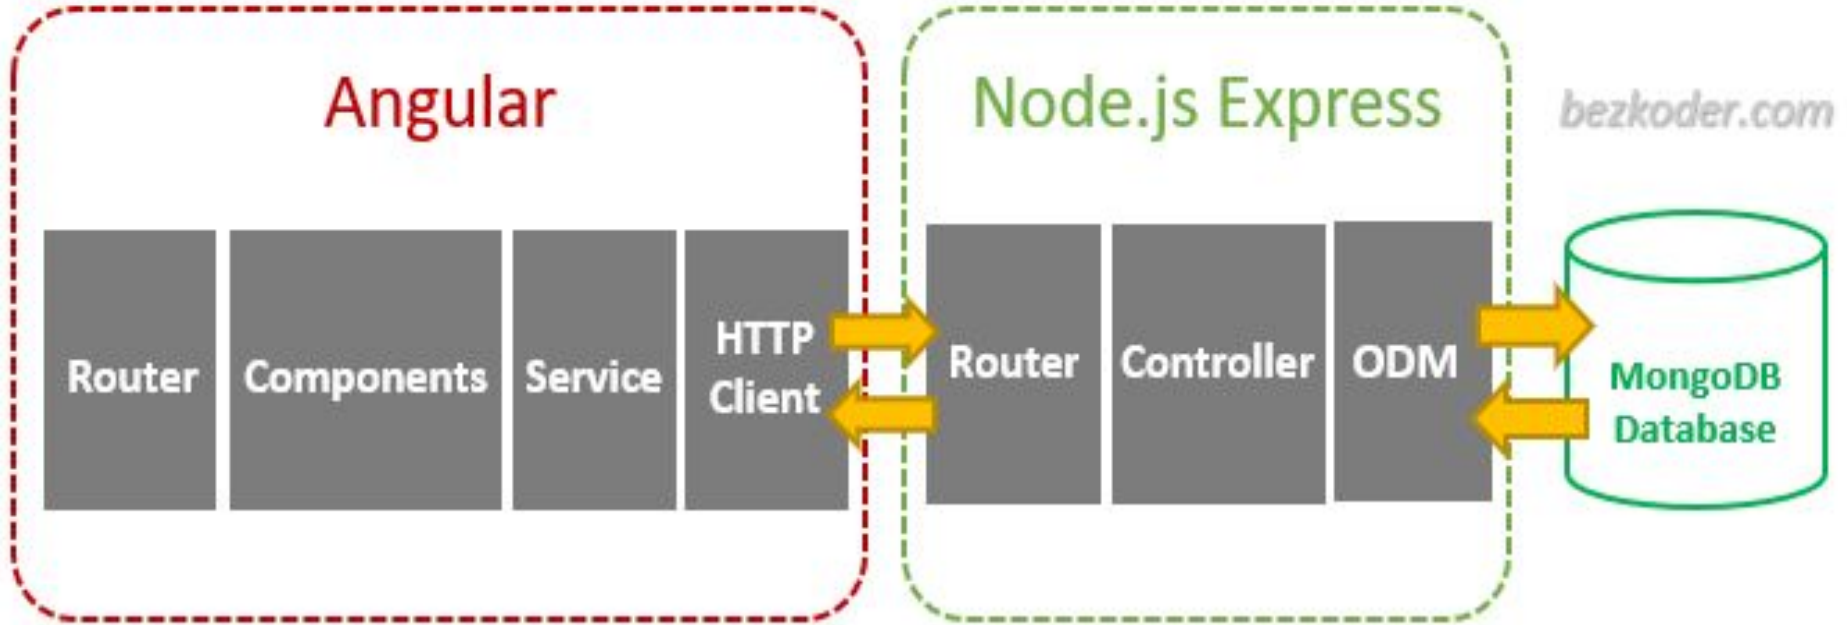 Angular
Node.js Express
bezkoder.com
Router
Components
Service
HTTP
Client
Router
Controller
ODM
MongoDB
Database